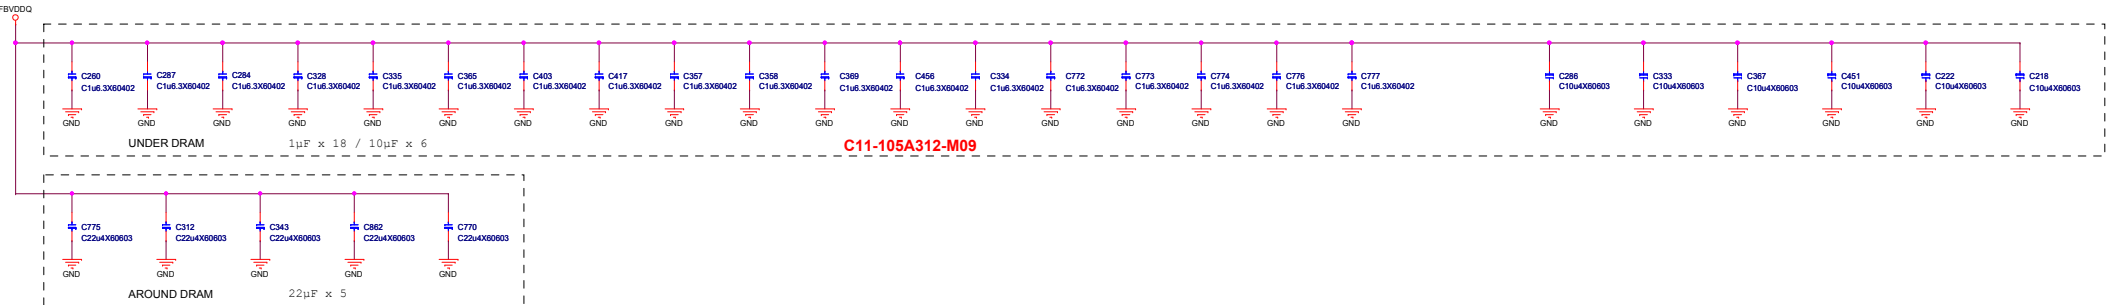 FBVDDQ
C260 C287 C284 C328 C335 C365 C403 C417 C357 C358 C369 C456 C334 C772 C773 C774 C776 C777 C286 C333 C367 C451 C222 C218
C1u6.3X60402 C1u6.3X60402 C1u6.3X60402 C1u6.3X60402 C1u6.3X60402 C1u6.3X60402 C1u6.3X60402 C1u6.3X60402 C1u6.3X60402 C1u6.3X60402 C1u6.3X60402 C1u6.3X60402 C1u6.3X60402 C1u6.3X60402 C1u6.3X60402 C1u6.3X60402 C1u6.3X60402 C1u6.3X60402 C10u4X60603 C10u4X60603 C10u4X60603 C10u4X60603 C10u4X60603 C10u4X60603
GND GND GND GND GND GND GND GND GND GND GND GND GND GND GND GND GND GND GND GND GND GND GND GND
UNDER DRAM 1µF x 18 / 10µF x 6 C11-105A312-M09
C775 C312 C343 C862 C770
C22u4X60603 C22u4X60603 C22u4X60603 C22u4X60603 C22u4X60603
GND GND GND GND GND
AROUND DRAM 22µF x 5